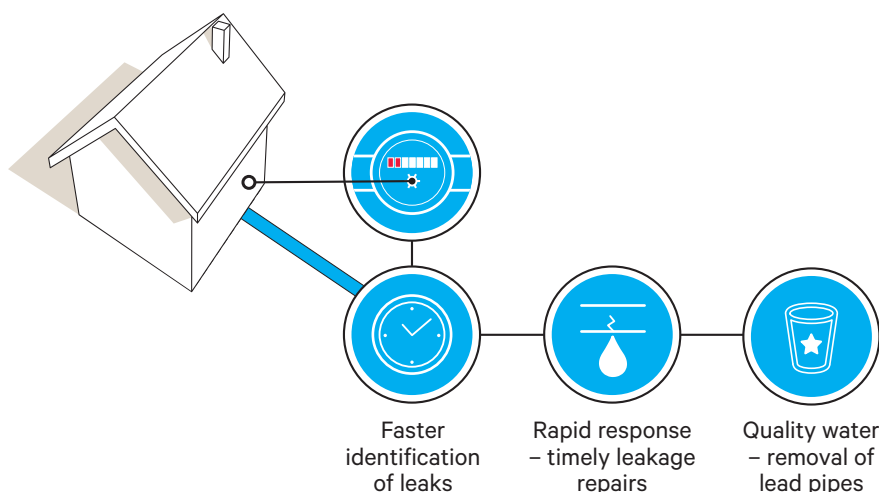 Faster
identification
of leaks
Rapid response
– timely leakage
repairs
Quality water
– removal of
lead pipes